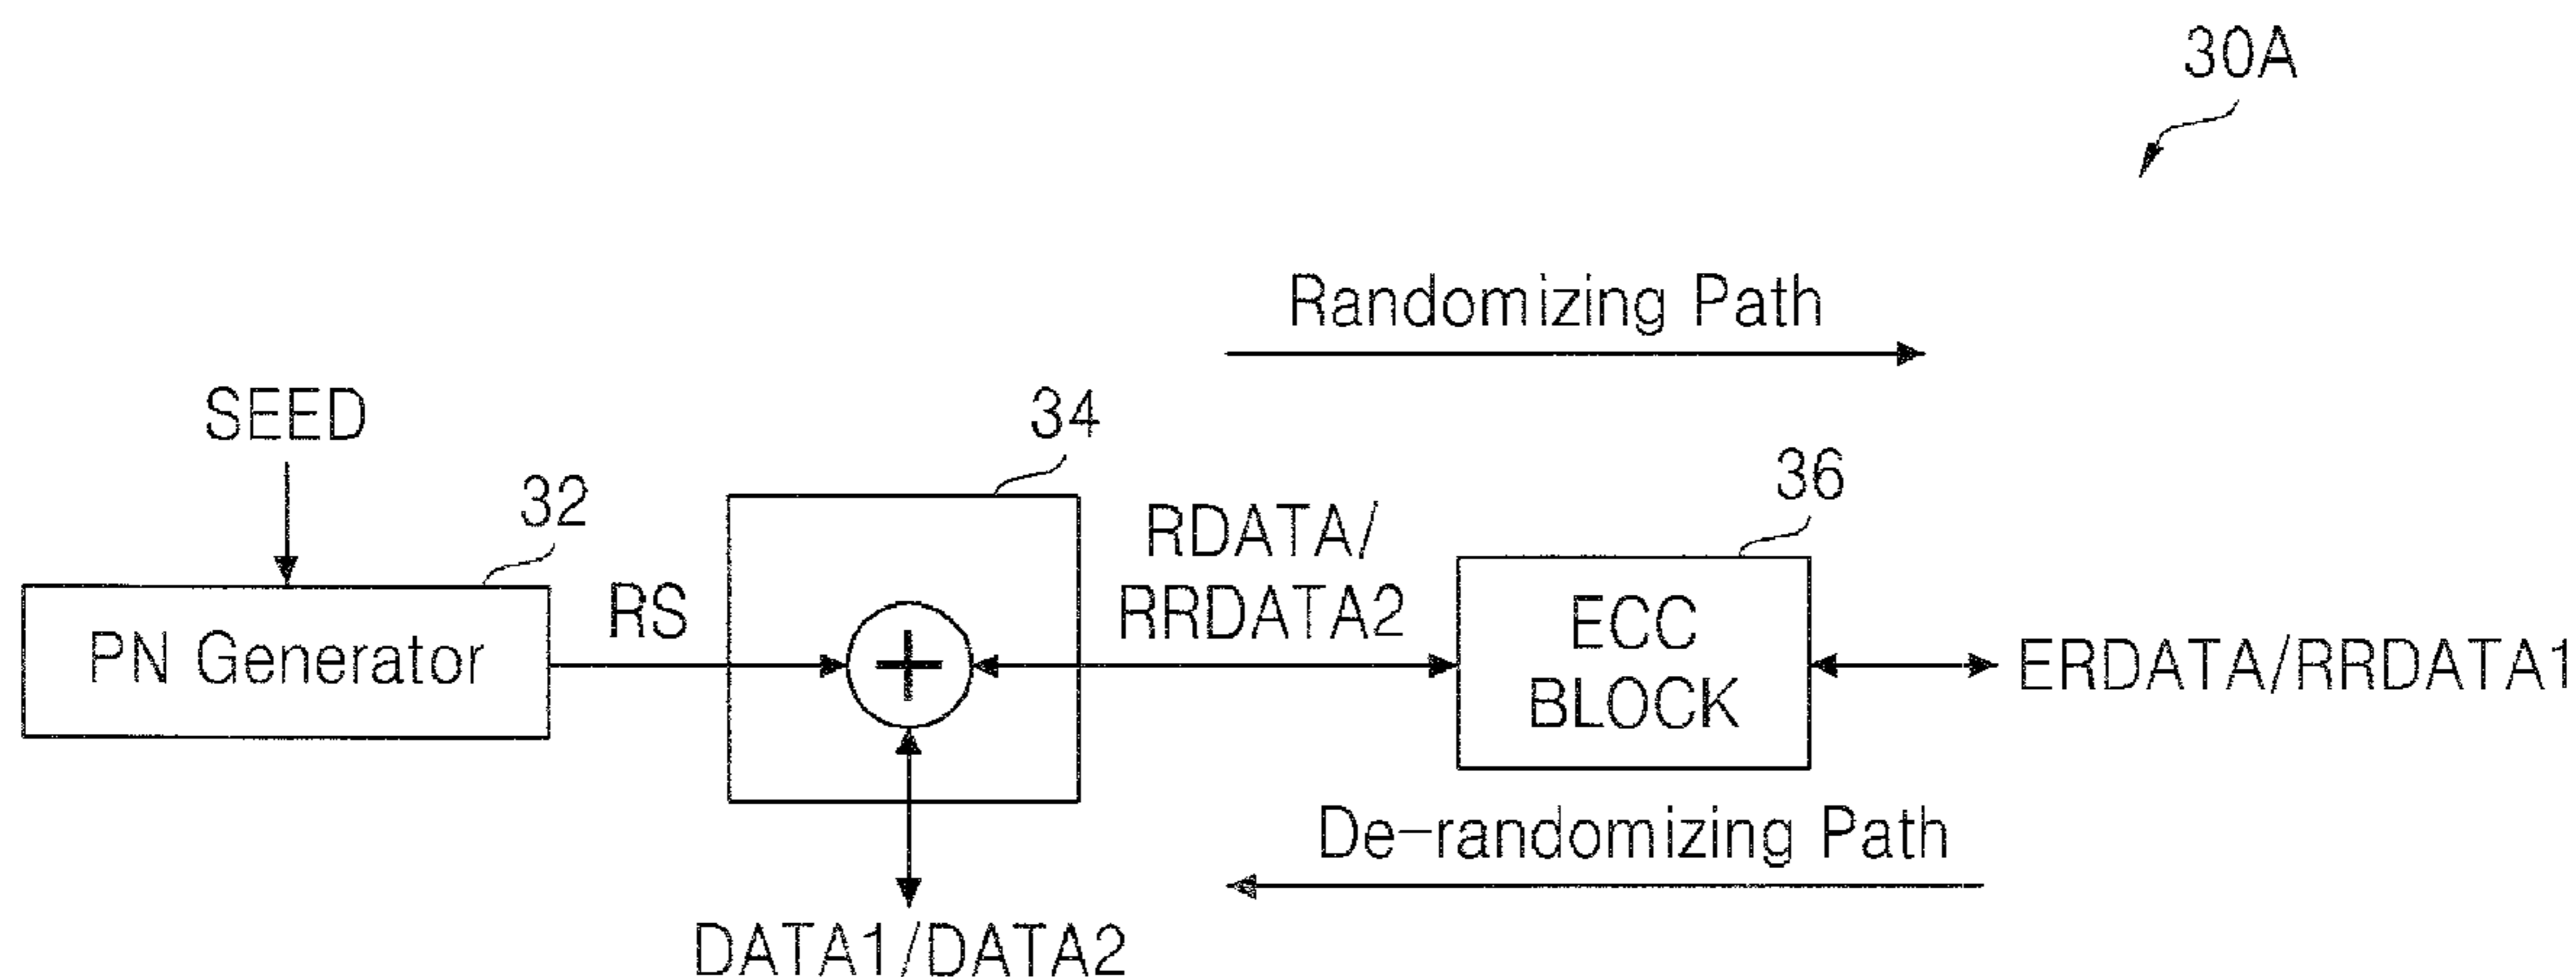 30A
Randomizing Path
SEED
34
32
36
RDATA/
RRDATA2
RS
PN Generator
ECC
BLOCK
ERDATA/RRDATA1
De-randomizing Path
DATA1/DATA2